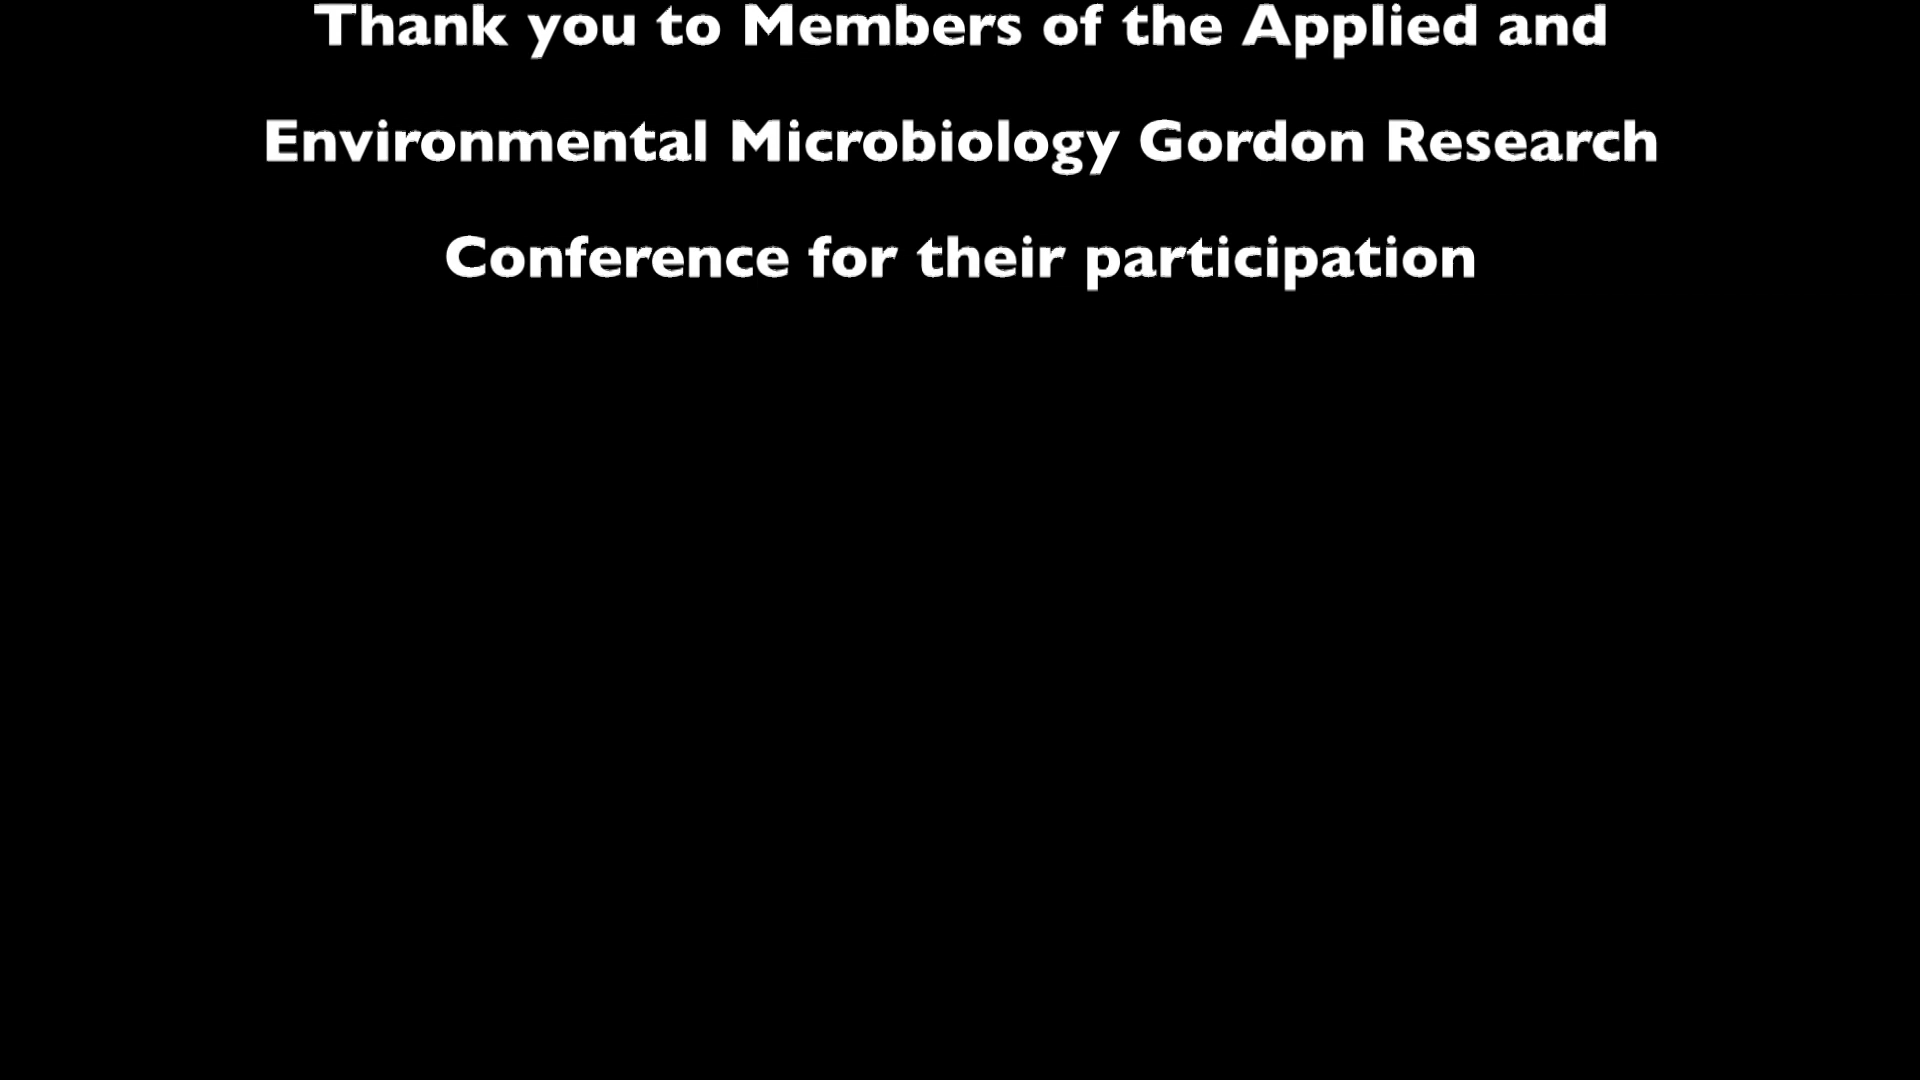 Thank you to Members of the Applied and
Environmental Microbiology Gordon Research
Conference for their participation